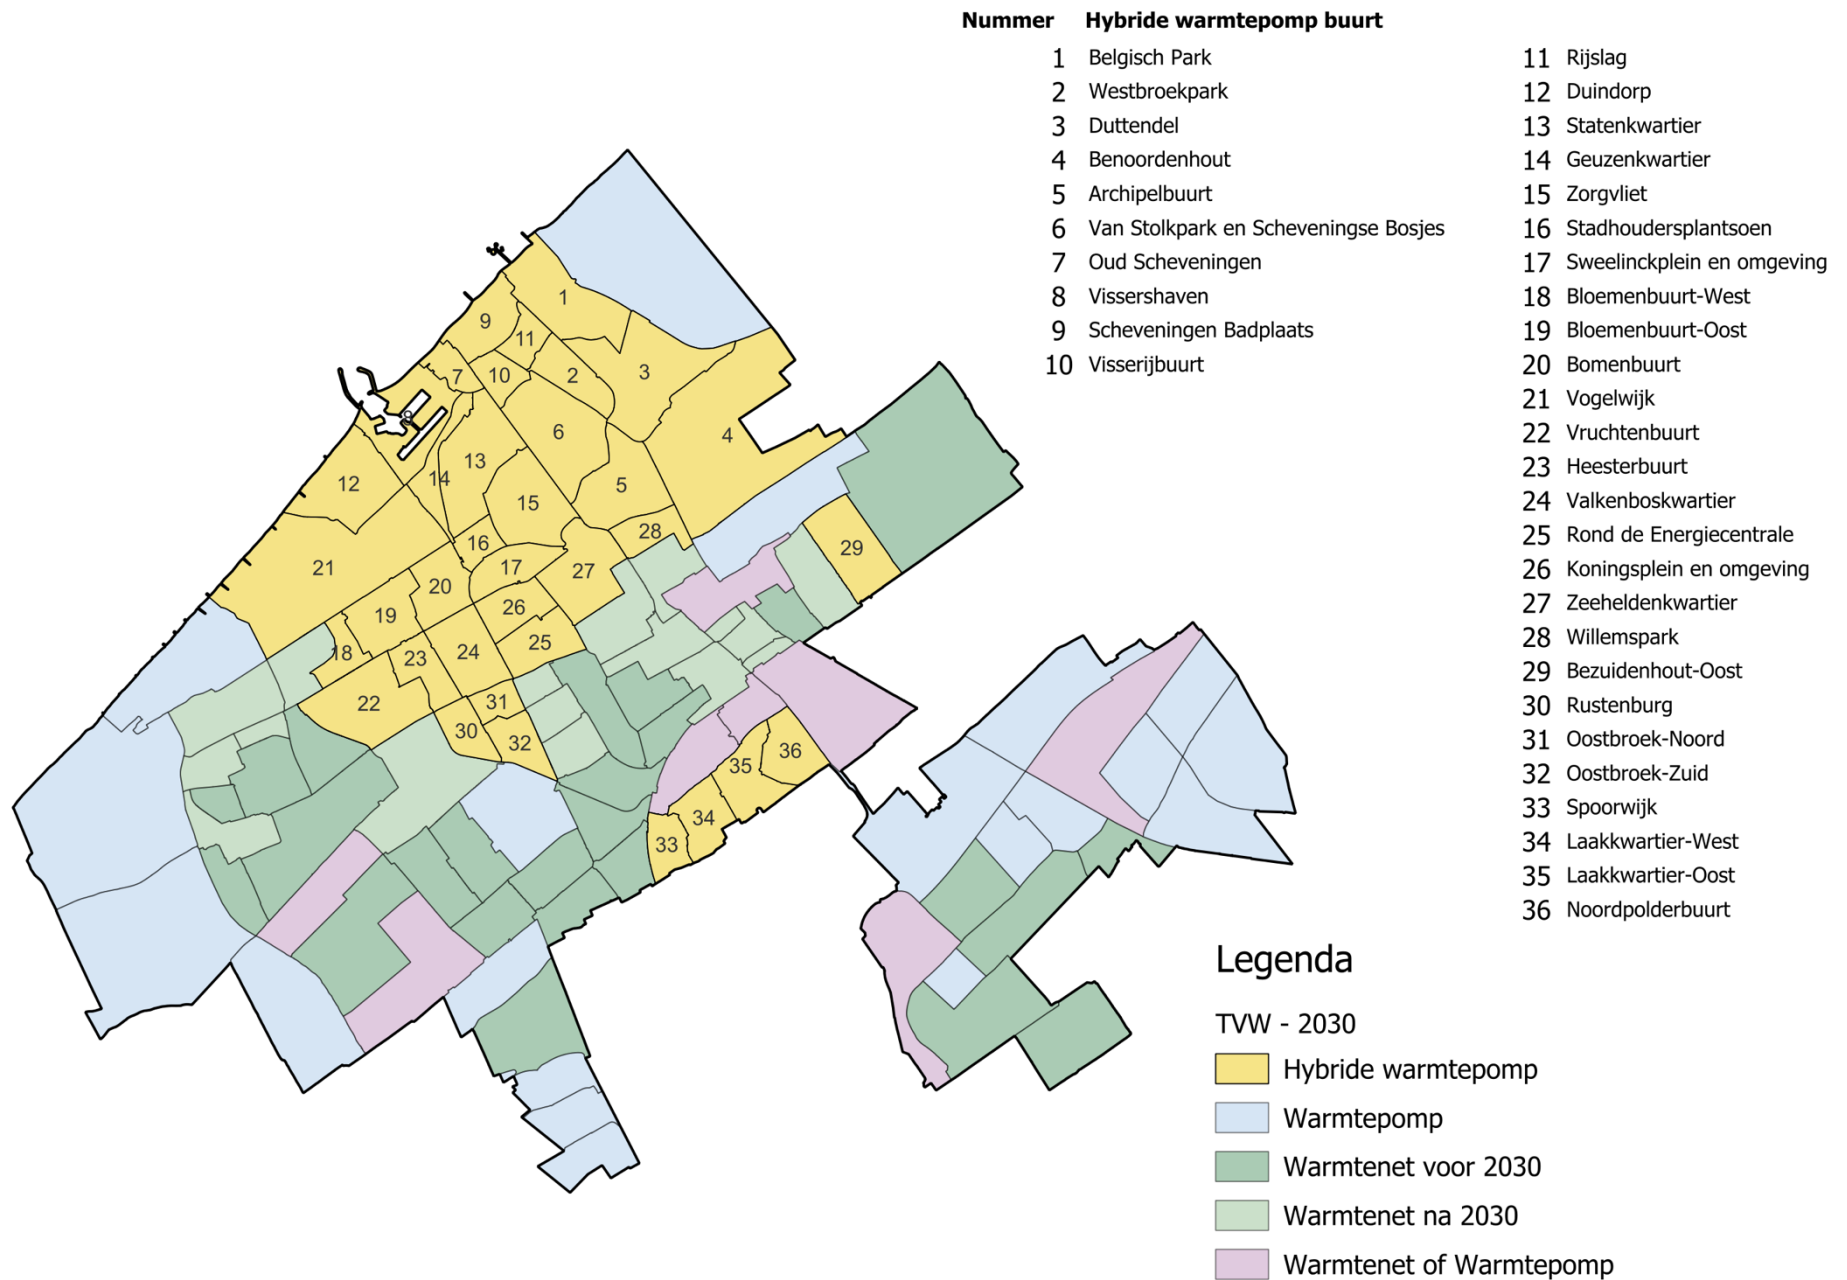 Nummer Hybride warmtepomp buurt
1 Belgisch Park
2 Westbroekpark
3 Duttendel
4 Benoordenhout
5 Archipelbuurt
6 Van Stolkpark en Scheveningse Bosjes
7 Oud Scheveningen
8 Vissershaven
9 Scheveningen Badplaats
10 Visserijbuurt
11 Rijslag
12 Duindorp
13 Statenkwartier
14 Geuzenkwartier
15 Zorgvliet
16 Stadhoudersplantsoen
17 Sweelinckplein en omgeving
18 Bloemenbuurt-West
19 Bloemenbuurt-Oost
20 Bomenbuurt
21 Vogelwijk
22 Vruchtenbuurt
23 Heesterbuurt
24 Valkenboskwartier
25 Rond de Energiecentrale
26 Koningsplein en omgeving
27 Zeeheldenkwartier
28 Willemspark
29 Bezuidenhout-Oost
30 Rustenburg
31 Oostbroek-Noord
32 Oostbroek-Zuid
33 Spoorwijk
34 Laakkwartier-West
35 Laakkwartier-Oost
36 Noordpolderbuurt
1
9
11
3
2
10
7
8
6
4
13
14
12
5
15
28
16
29
17
27
21
20
26
19
25
18
24
23
31
22
30
32
36
35
34
33
Legenda
TVW - 2030
Hybride warmtepomp
Warmtepomp
Warmtenet voor 2030
Warmtenet na 2030
Warmtenet of Warmtepomp